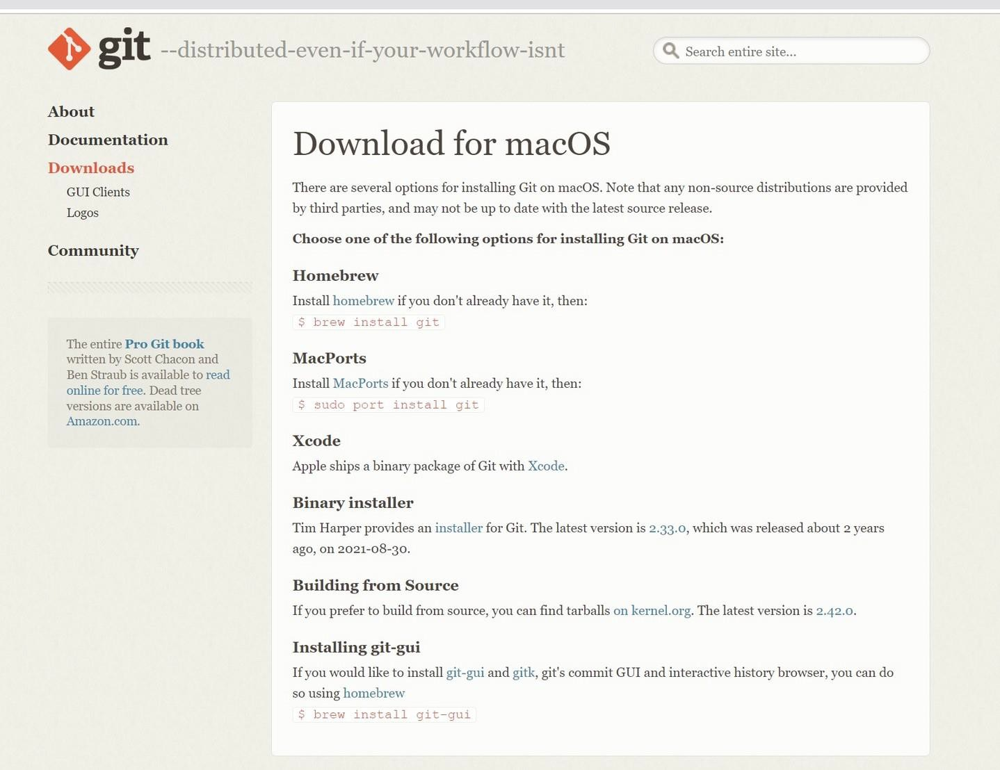 git --distributed-even-if-your-workflow-isnt
Search entire site...
About
Documentation
Downloads
GUI Clients
Logos
Community
The entire Pro Git book
written by Scott Chacon and
Ben Straub is available to read
online for free. Dead tree
versions are available on
Amazon.com.
Download for macOS
There are several options for installing Git on macOS. Note that any non-source distributions are provided
by third parties, and may not be up to date with the latest source release.
Choose one of the following options for installing Git on macOS:
Homebrew
Install homebrew if you don't already have it, then:
$ brew install git
MacPorts
Install MacPorts if you don't already have it, then:
$ sudo port install git
Xcode
Apple ships a binary package of Git with Xcode.
Binary installer
Tim Harper provides an installer for Git. The latest version is 2.33.0, which was released about 2 years
ago, on 2021-08-30.
Building from Source
If you prefer to build from source, you can find tarballs on kernel.org. The latest version is 2.42.0.
Installing git-gui
If you would like to install git-gui and gitk, git's commit GUI and interactive history browser, you can do
so using homebrew
$ brew install git-gui